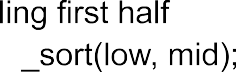 ling first half
_sort(low, mid);